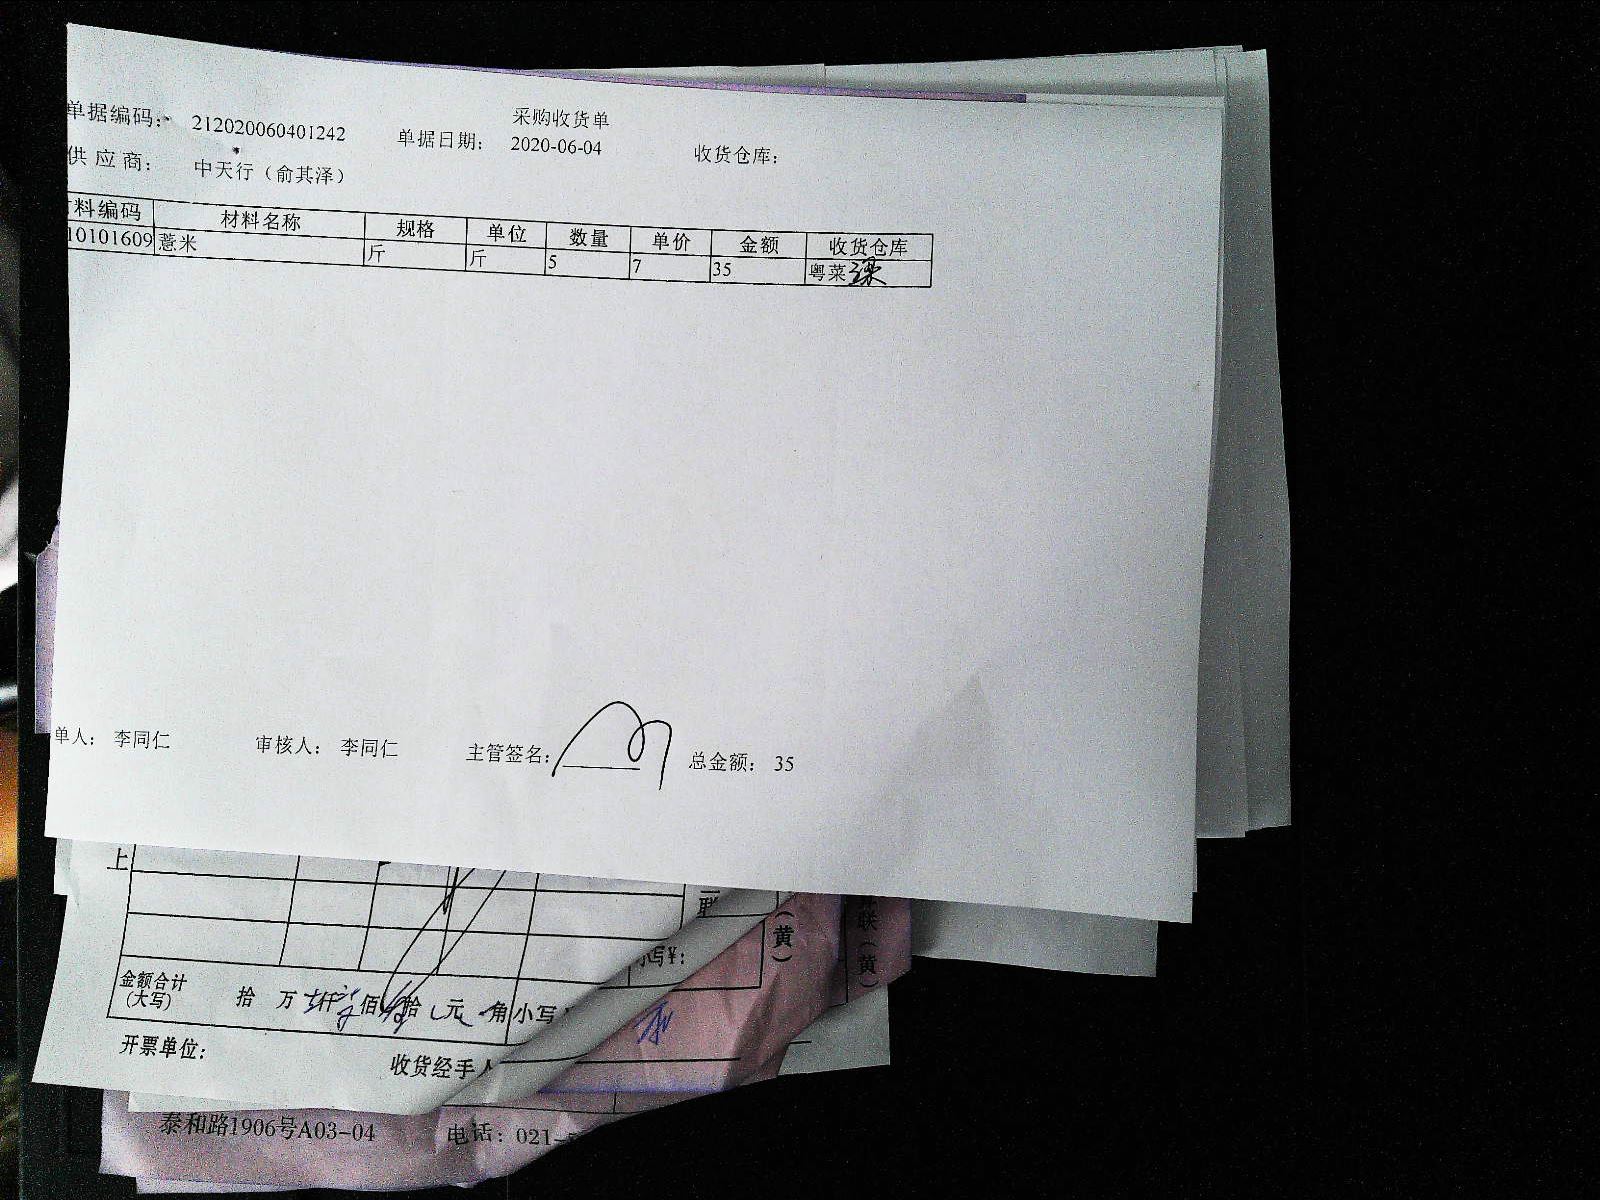 采购收货单
单据编码： 212020060401242 单据日期： 2020-06-04 收货仓库：
供应商： 中天行（俞其泽）
料编码 材料名称 规格 单位 数量 单价 金额 收货仓库
10101609 薏米 斤 斤 5 7 35 粤菜
单人： 李同仁 审核人： 李同仁 主管签名： 总金额： 35
上
联
（黄）
联（黄）
金额合计
（大写） 拾 万 仟 佰 拾 元 角 小写
写¥：
开票单位： 收货经手人
泰和路1906号A03-04 电话：021-